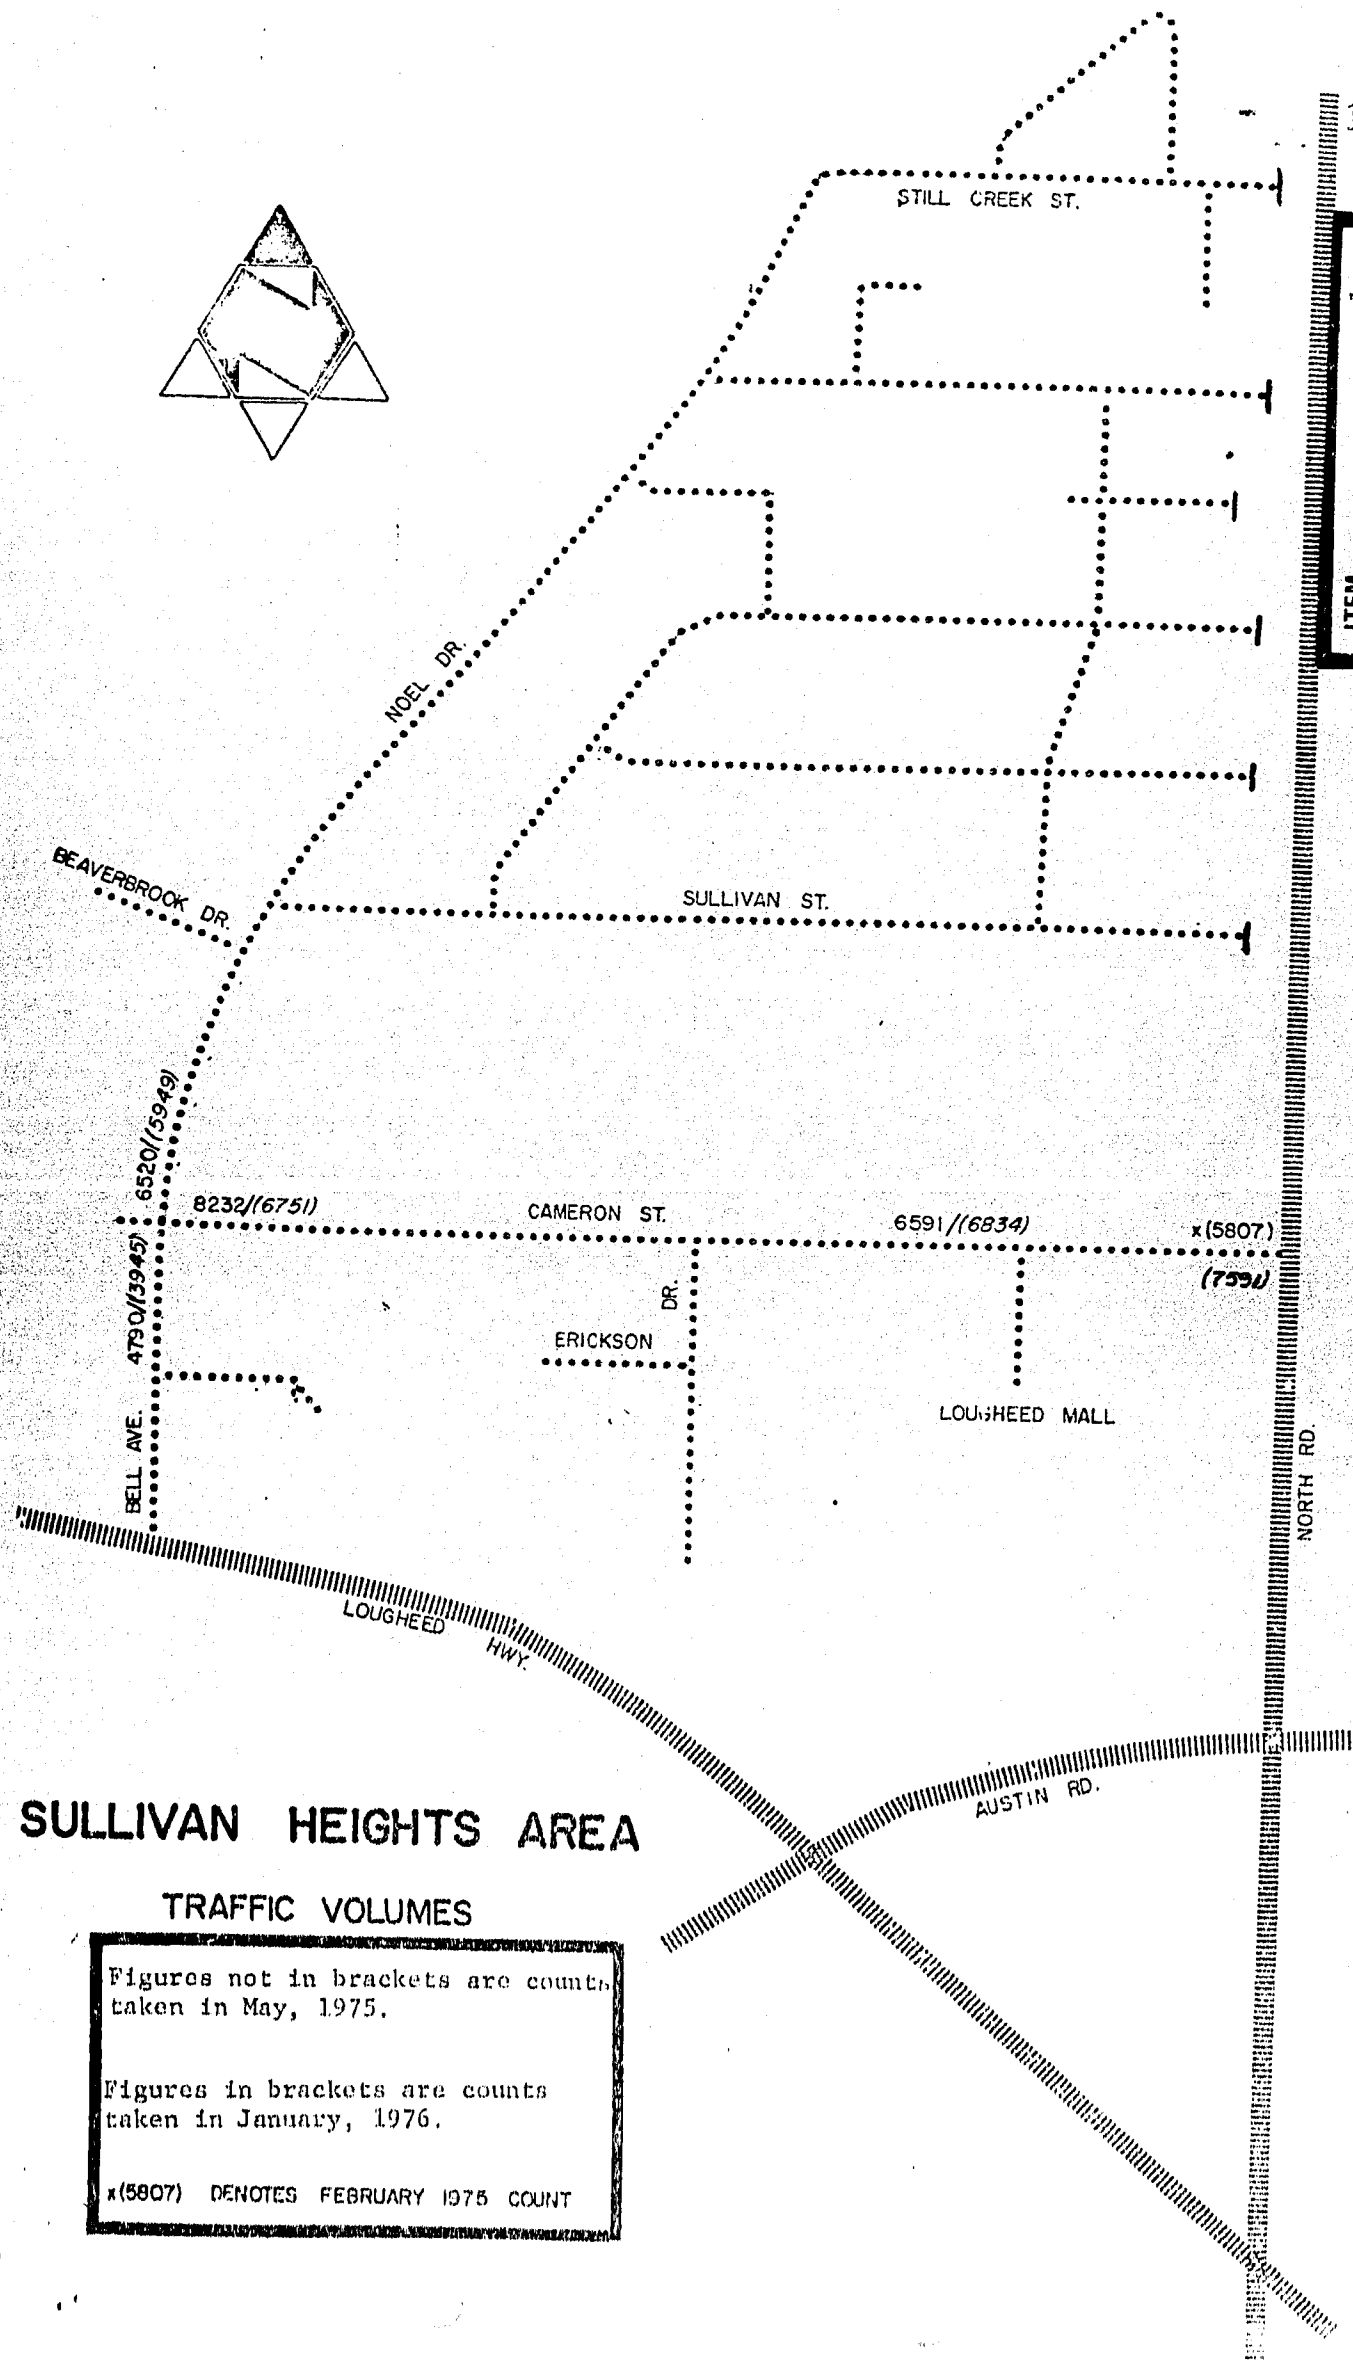 STILL CREEK ST.
ITEM
NOEL DR.
BEAVERBROOK DR.
SULLIVAN ST.
6520/(5949)
8232/(6751)
CAMERON ST.
6591/(6834)
x(5807)
(7591)
4790/(3945)
DR.
ERICKSON
LOUGHEED MALL
BELL AVE.
NORTH RD.
LOUGHEED HWY.
AUSTIN RD.
SULLIVAN HEIGHTS AREA
TRAFFIC VOLUMES
Figures not in brackets are counts
taken in May, 1975.
Figures in brackets are counts
taken in January, 1976.
x(5807) DENOTES FEBRUARY 1975 COUNT